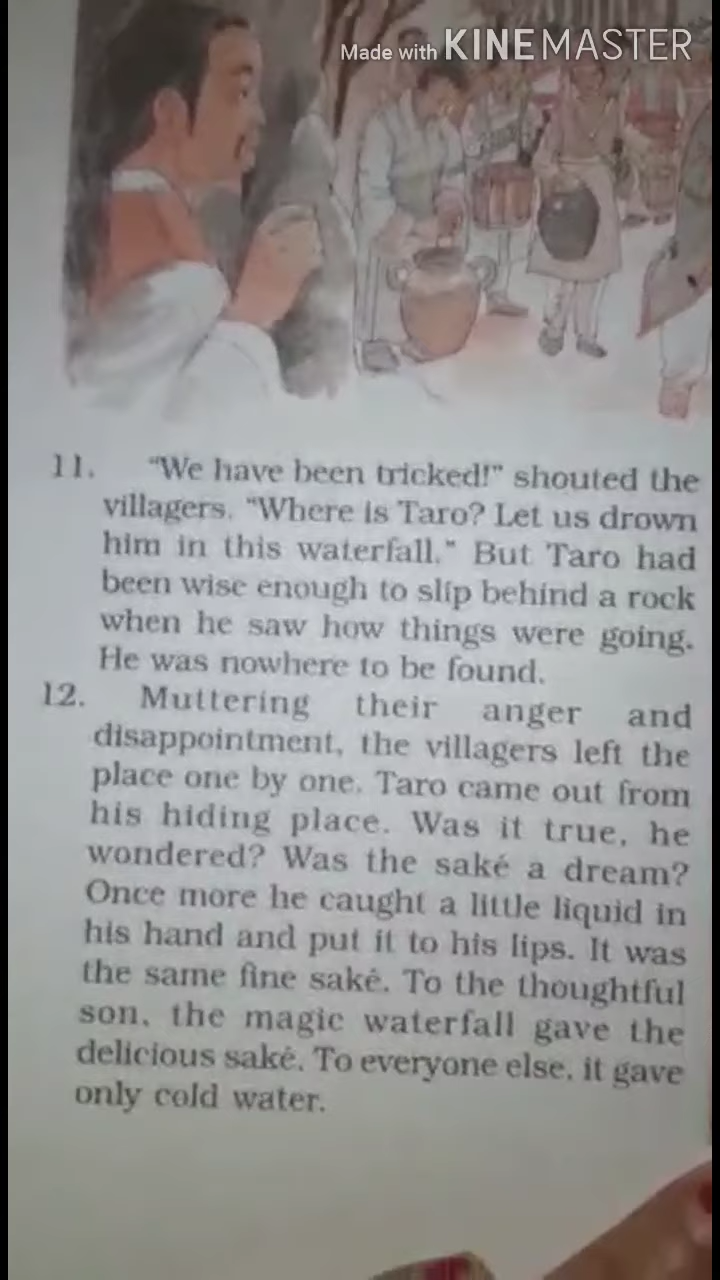 Made with KINEMASTER
11. "We have been tricked!" shouted the
villagers. "Where is Taro? Let us drown
him in this waterfall." But Taro had
been wise enough to slip behind a rock
when he saw how things were going.
He was nowhere to be found.
12. Muttering their anger and
disappointment, the villagers left the
place one by one. Taro came out from
his hiding place. Was it true, he
wondered? Was the saké a dream?
Once more he caught a little liquid in
his hand and put it to his lips. It was
the same fine saké. To the thoughtful
son, the magic waterfall gave the
delicious saké. To everyone else, it gave
only cold water.